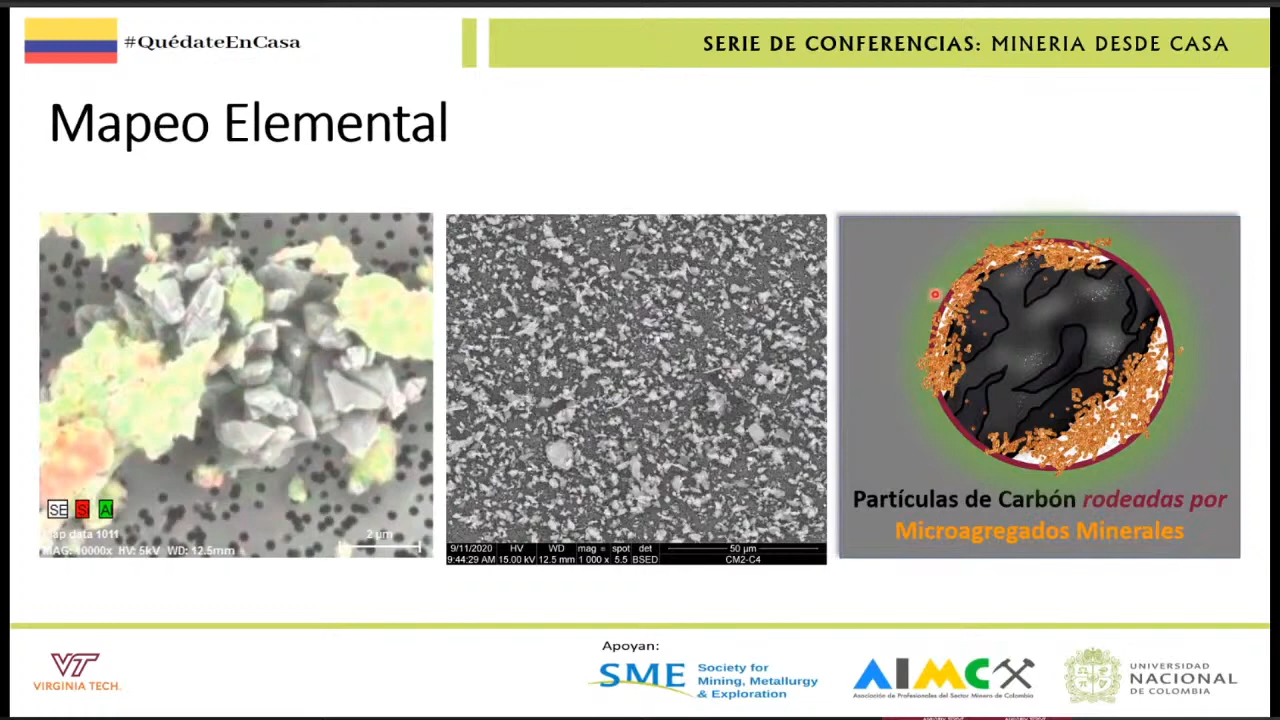 #QuédateEnCasa
SERIE DE CONFERENCIAS: MINERIA DESDE CASA
Mapeo Elemental
SE S Al
Map data 1011
MAG: 10000x HV: 5kV WD: 12.5mm
2 µm
9/11/2020 HV WD mag = spot det 50 µm
9:44:29 AM 15.00 kV 12.5 mm 1 000 x 5.5 BSED CM2-C4
Partículas de Carbón rodeadas por
Microagregados Minerales
Apoyan:
VT
VIRGINIA TECH.
SME Society for
Mining, Metallurgy
& Exploration
AIMC
Asociación de Profesionales del Sector Minero de Colombia
UNIVERSIDAD
NACIONAL
DE COLOMBIA